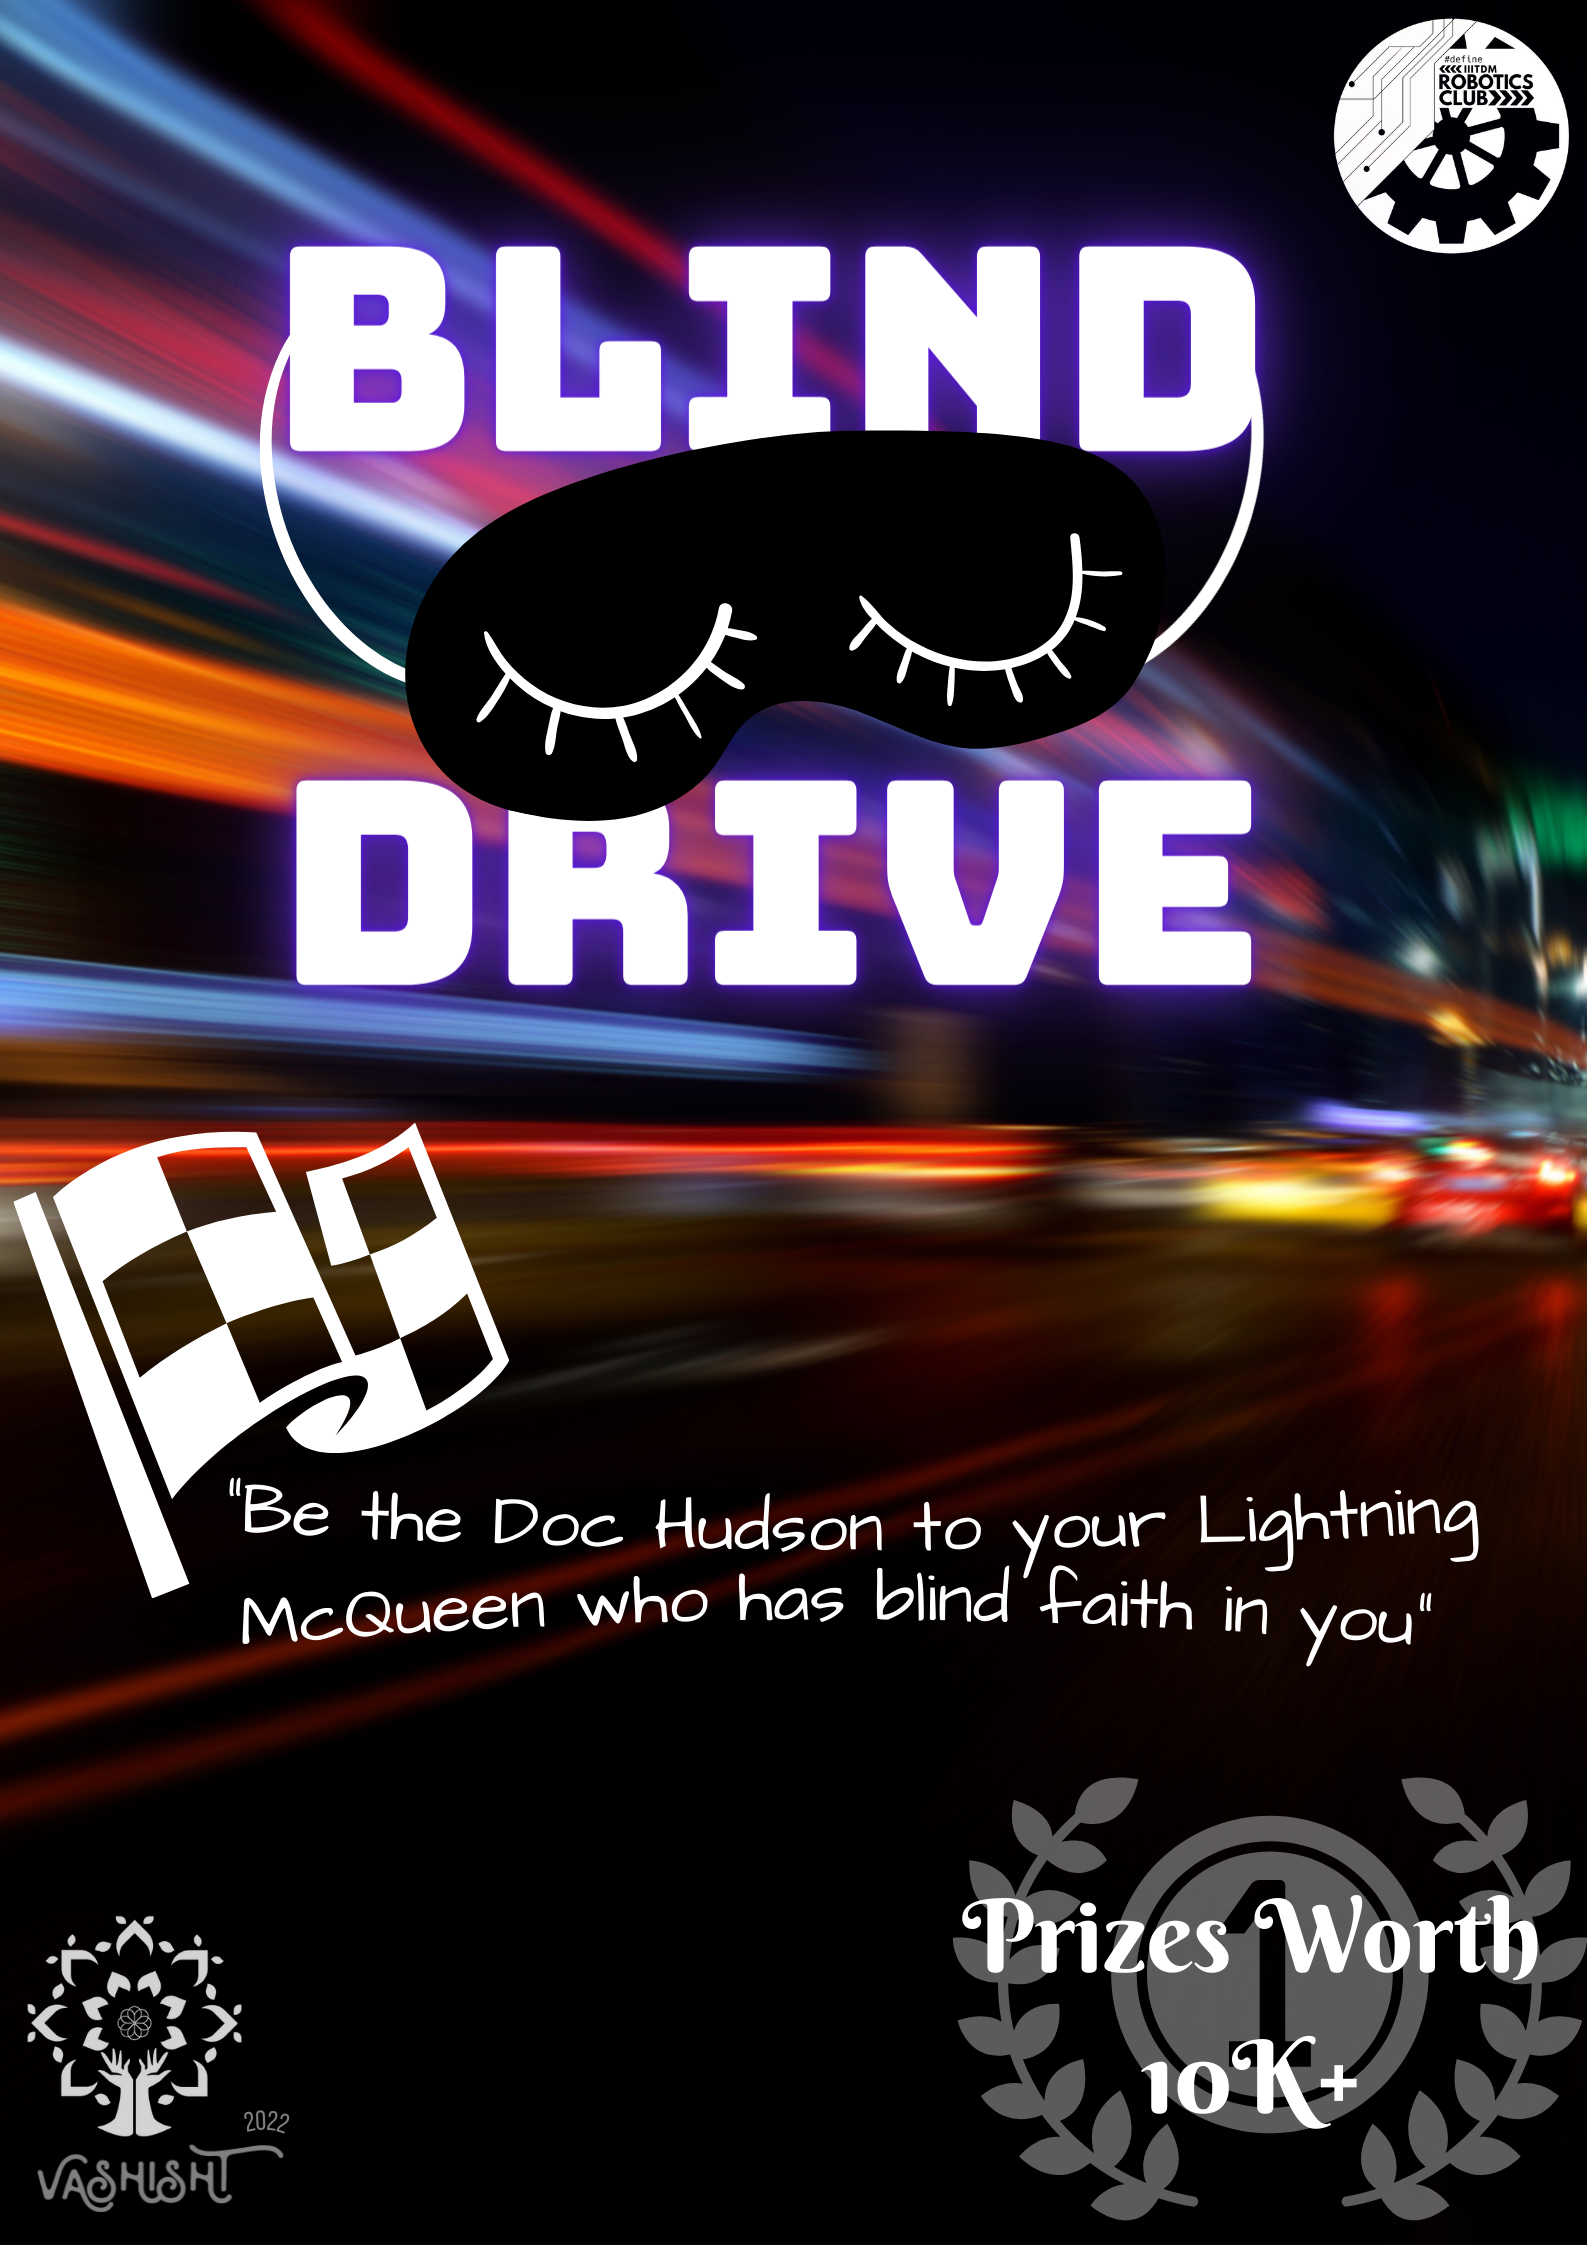 #define
<<<< IIITDM
ROBOTICS
CLUB>>>>
BLIND
DRIVE
"Be the Doc Hudson to your Lightning
McQueen who has blind faith in you"
Prizes Worth
10K+
2022
VASHISHT